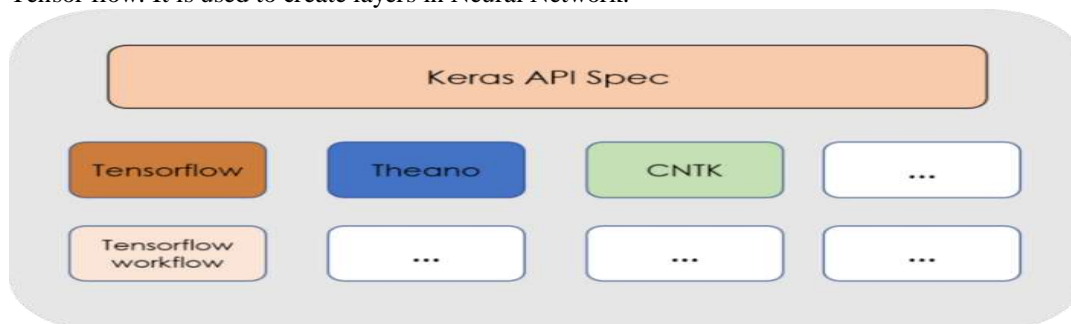 Tensor flow. It is used to create layers in Neural Network.
Keras API Spec
Tensorflow
Theano
CNTK
...
Tensorflow
workflow
...
...
...